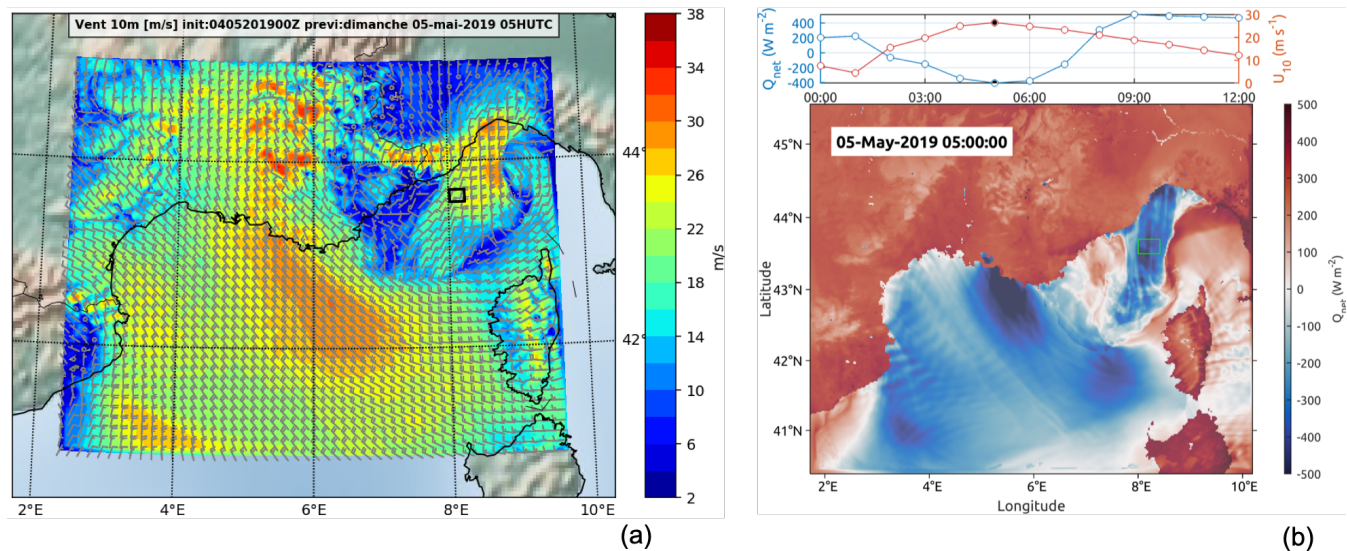 Vent 10m [m/s] init:0405201900Z previ:dimanche 05-mai-2019 05HUTC
38
34
30
26
22
18
14
10
6
2
m/s
44°
42°
2°E
4°E
6°E
8°E
10°E
(a)
Q_net (W m⁻²)
400
200
0
-200
-400
30
20
10
0
U_10 (m s⁻¹)
00:00
03:00
06:00
09:00
12:00
05-May-2019 05:00:00
45°N
44°N
43°N
42°N
41°N
Latitude
2°E
4°E
6°E
8°E
10°E
Longitude
500
400
300
200
100
0
-100
-200
-300
-400
-500
Q_net (W m⁻²)
(b)